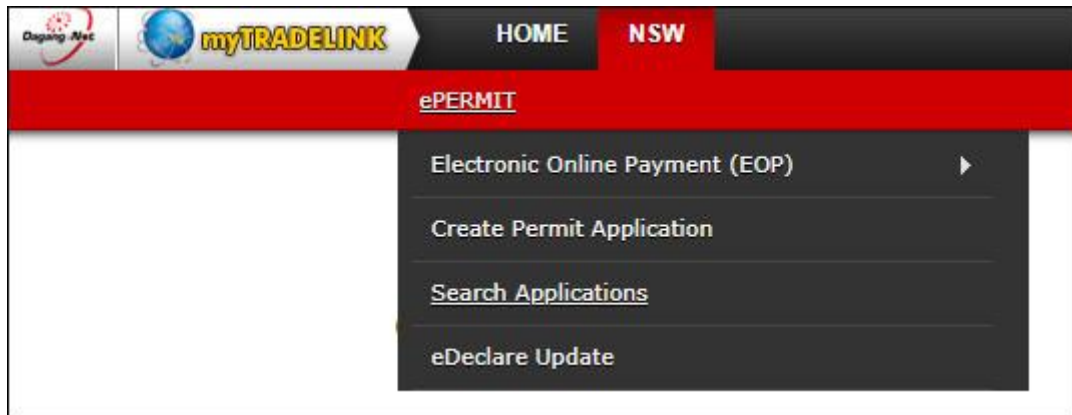 Dagang Net
myTRADELINK
HOME
NSW
ePERMIT
Electronic Online Payment (EOP)
Create Permit Application
Search Applications
eDeclare Update